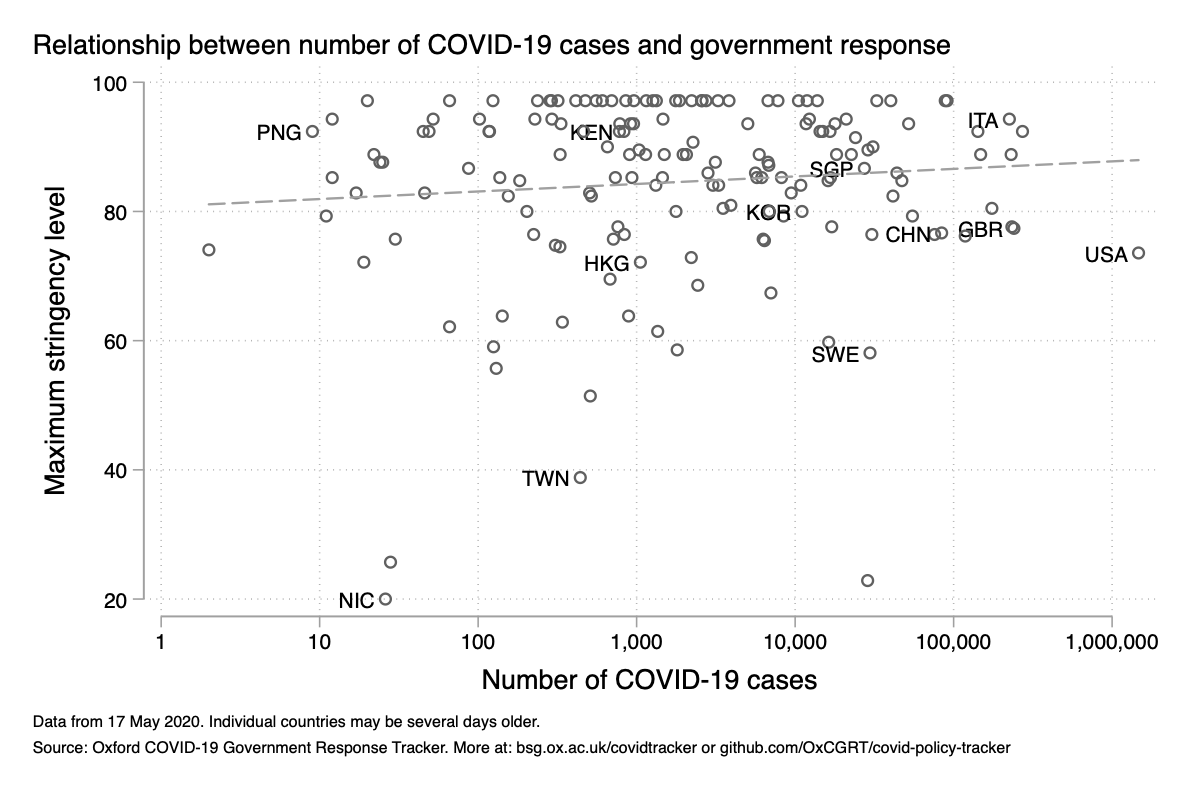 Relationship between number of COVID-19 cases and government response
100
80
60
40
20
Maximum stringency level
PNG
KEN
ITA
SGP
KOR
CHN
GBR
HKG
USA
SWE
TWN
NIC
1 10 100 1,000 10,000 100,000 1,000,000
Number of COVID-19 cases
Data from 17 May 2020. Individual countries may be several days older.
Source: Oxford COVID-19 Government Response Tracker. More at: bsg.ox.ac.uk/covidtracker or github.com/OxCGRT/covid-policy-tracker